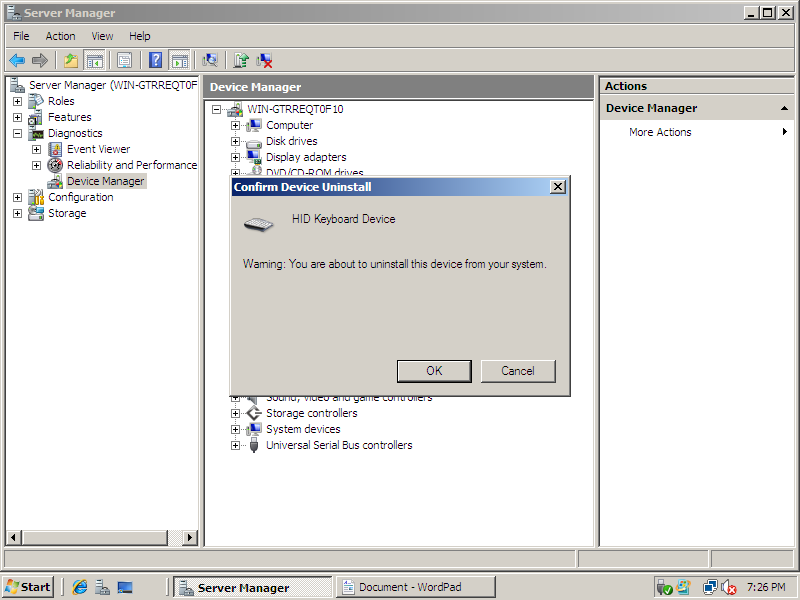 Server Manager
File Action View Help
Server Manager (WIN-GTRREQT0F
Roles
Features
Diagnostics
Event Viewer
Reliability and Performance
Device Manager
Configuration
Storage
Device Manager
WIN-GTRREQT0F10
Computer
Disk drives
Display adapters
DVD/CD-ROM drives
Confirm Device Uninstall
HID Keyboard Device
Warning: You are about to uninstall this device from your system.
OK Cancel
Sound, video and game controllers
Storage controllers
System devices
Universal Serial Bus controllers
Actions
Device Manager
More Actions
Start Server Manager Document - WordPad 7:26 PM